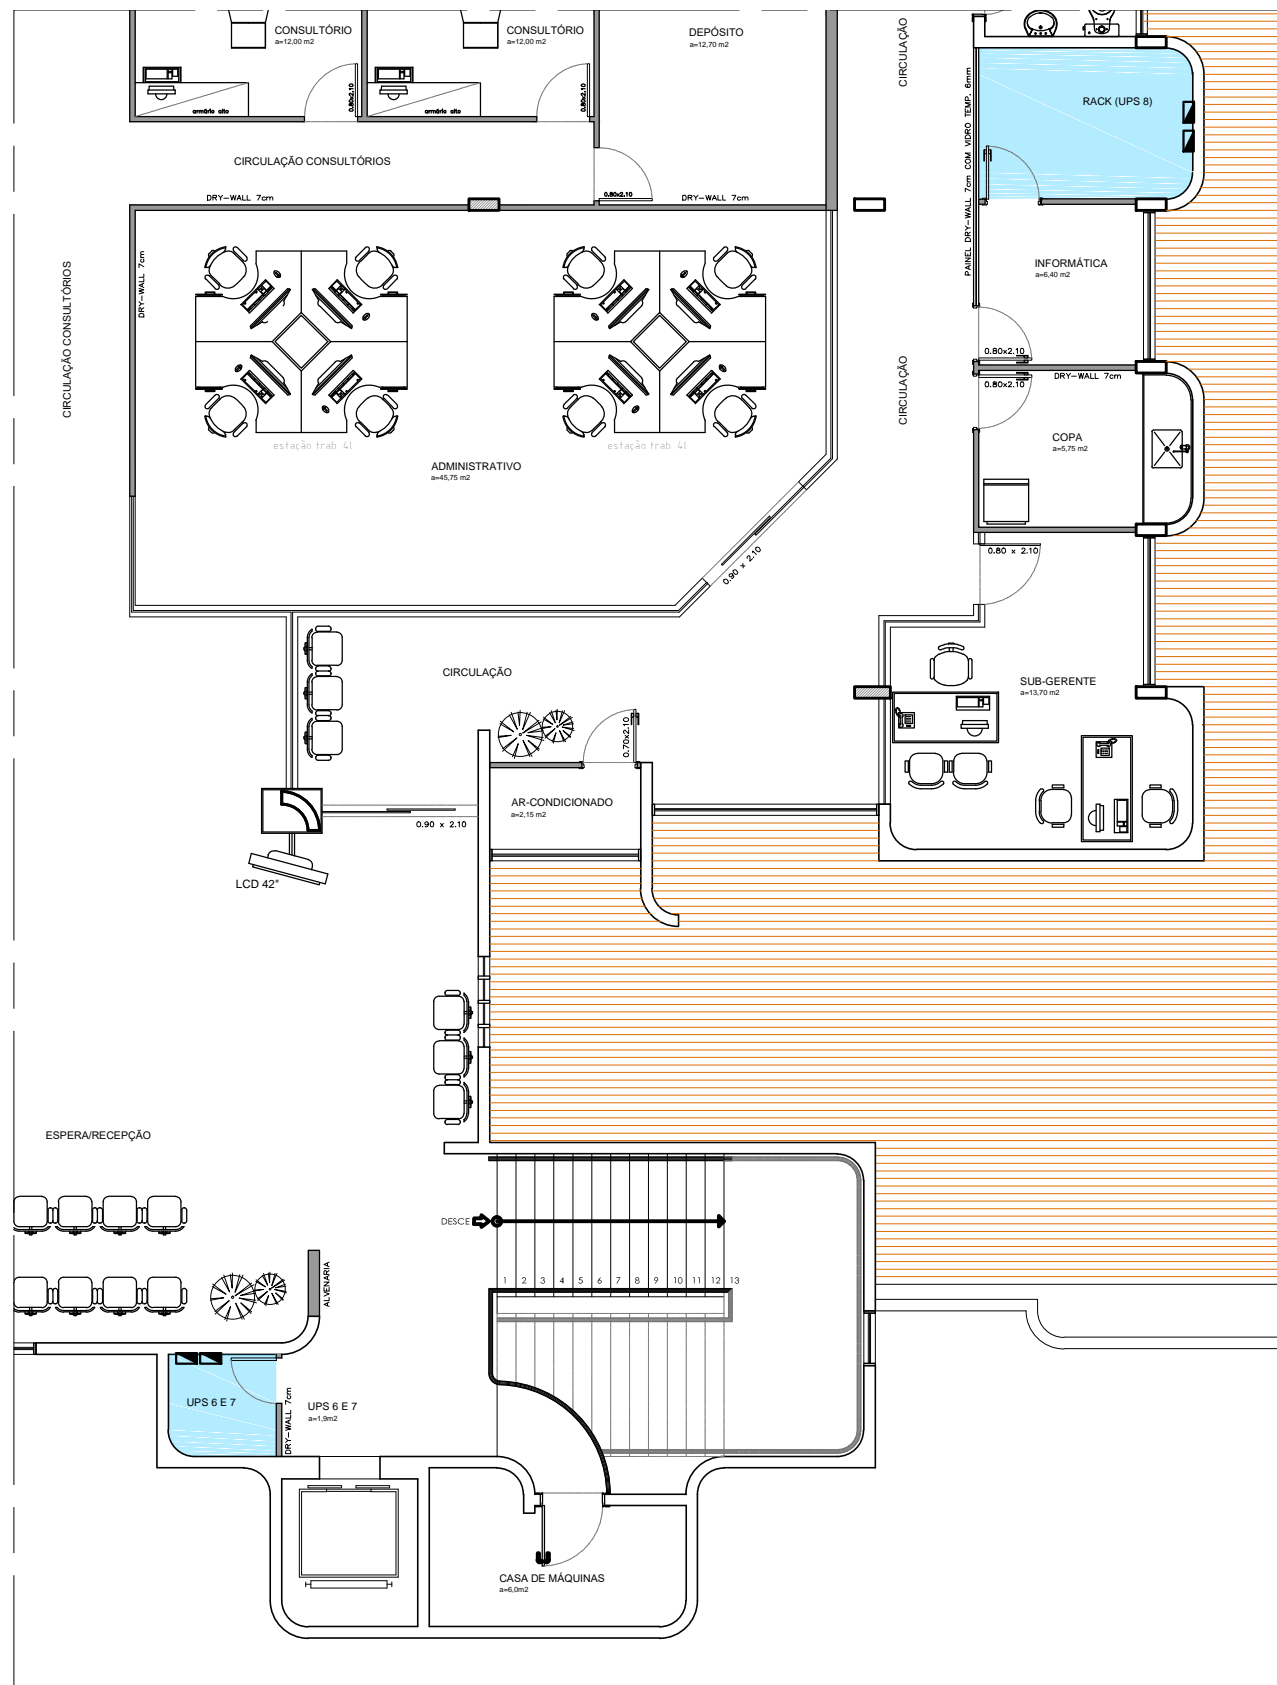 CONSULTÓRIO
a=12,00 m2
CONSULTÓRIO
a=12,00 m2
DEPÓSITO
a=12,70 m2
CIRCULAÇÃO
armário alto
0.80x2.10
armário alto
0.80x2.10
RACK (UPS 8)
PAINEL DRY-WALL 7cm COM VIDRO TEMP. 6mm
CIRCULAÇÃO CONSULTÓRIOS
DRY-WALL 7cm
0.80x2.10
DRY-WALL 7cm
CIRCULAÇÃO CONSULTÓRIOS
DRY-WALL 7cm
INFORMÁTICA
a=6,40 m2
0.80x2.10
CIRCULAÇÃO
DRY-WALL 7cm
0.80x2.10
COPA
a=5,75 m2
estação trab. 4L
estação trab. 4L
ADMINISTRATIVO
a=45,75 m2
0.90 x 2.10
0.80 x 2.10
CIRCULAÇÃO
SUB-GERENTE
a=13,70 m2
0.70x2.10
AR-CONDICIONADO
a=2,15 m2
0.90 x 2.10
LCD 42"
ESPERA/RECEPÇÃO
DESCE
1 2 3 4 5 6 7 8 9 10 11 12 13
ALVENARIA
UPS 6 E 7
DRY-WALL 7cm
UPS 6 E 7
a=1,9m2
CASA DE MÁQUINAS
a=6,0m2